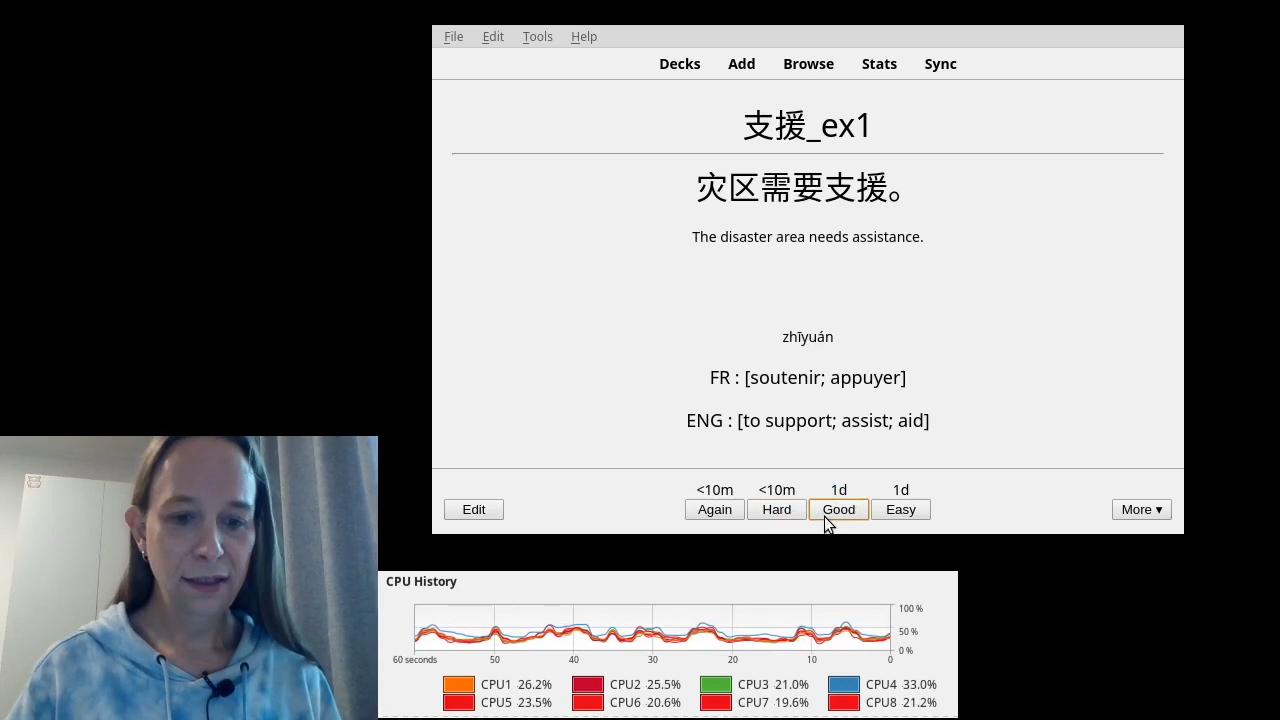 File Edit Tools Help
Decks Add Browse Stats Sync
支援_ex1
灾区需要支援。
The disaster area needs assistance.
zhīyuán
FR : [soutenir; appuyer]
ENG : [to support; assist; aid]
<10m <10m 1d 1d
Edit Again Hard Good Easy More ▾
CPU History
100 %
50 %
0 %
60 seconds 50 40 30 20 10 0
CPU1 26.2% CPU2 25.5% CPU3 21.0% CPU4 33.0%
CPU5 23.5% CPU6 20.6% CPU7 19.6% CPU8 21.2%